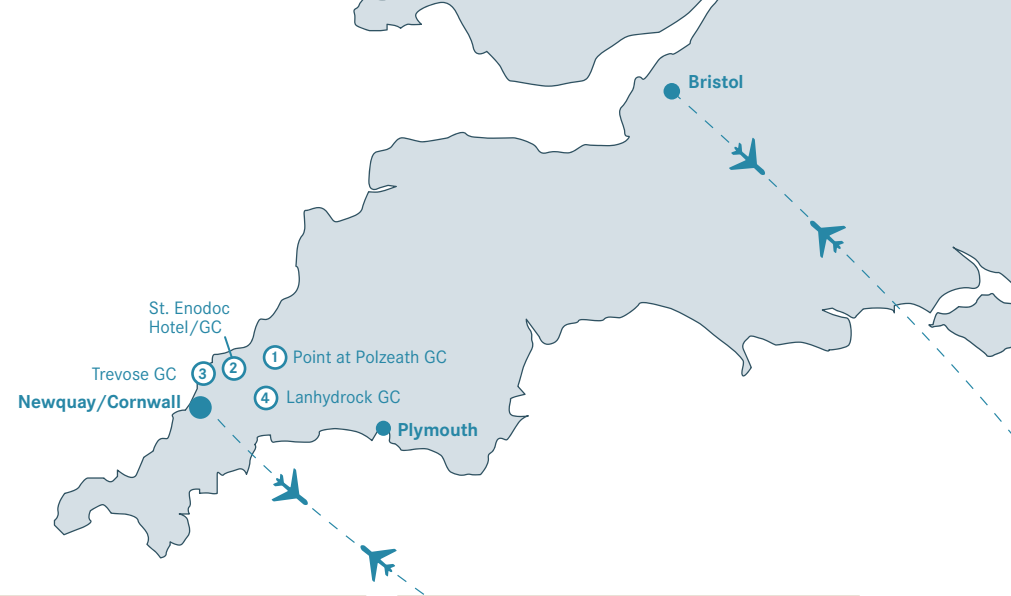 Bristol
St. Enodoc
Hotel/GC
1 Point at Polzeath GC
2
Trevose GC 3
4 Lanhydrock GC
Newquay/Cornwall
Plymouth